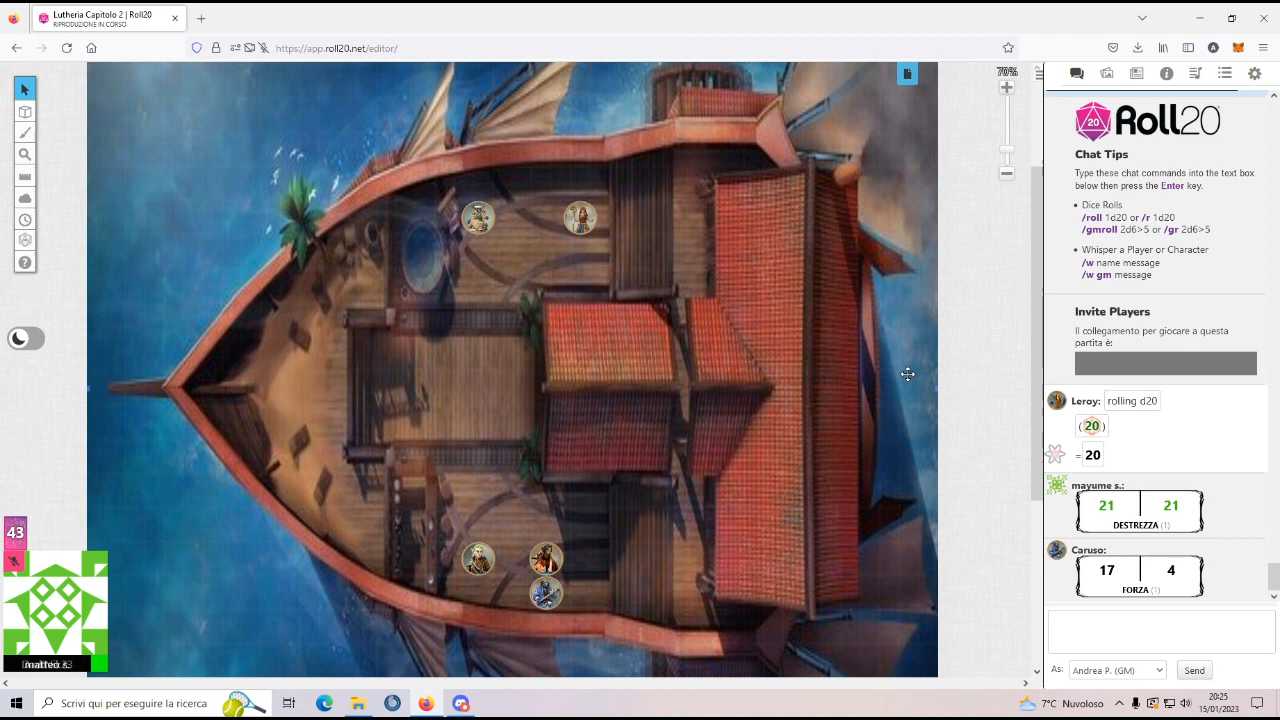 Lutheria Capitolo 2 | Roll20
RIPRODUZIONE IN CORSO
https://app.roll20.net/editor/
70%
20
Roll20
Chat Tips
Type these chat commands into the text box
below then press the Enter key.
• Dice Rolls
/roll 1d20 or /r 1d20
/gmroll 2d6>5 or /gr 2d6>5
• Whisper a Player or Character
/w name message
/w gm message
Invite Players
Il collegamento per giocare a questa
partita è:
Leroy: rolling d20
(20)
= 20
mayume s.:
21 21
DESTREZZA (1)
Caruso:
17 4
FORZA (1)
43
matteo s.
As: Andrea P. (GM) Send
Scrivi qui per eseguire la ricerca
7°C Nuvoloso
20:25
15/01/2023